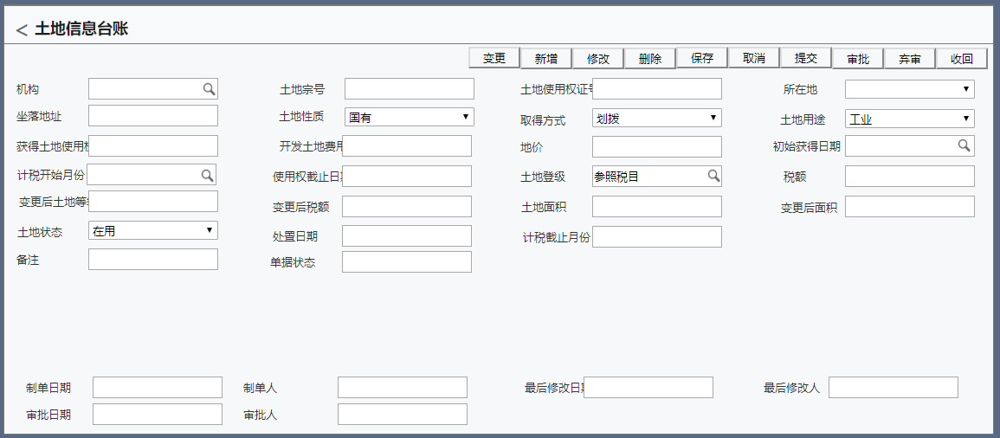 < 土地信息台账
变更 新增 修改 删除 保存 取消 提交 审批 弃审 收回
机构 土地宗号 土地使用权证号 所在地
坐落地址 土地性质 国有 取得方式 划拨 土地用途 工业
获得土地使用权 开发土地费用 地价 初始获得日期
计税开始月份 使用权截止日期 土地登级 参照税目 税额
变更后土地等级 变更后税额 土地面积 变更后面积
土地状态 在用 处置日期 计税截止月份
备注 单据状态
制单日期 制单人 最后修改日期 最后修改人
审批日期 审批人